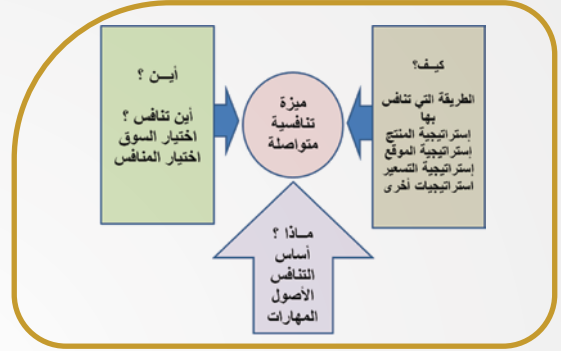 كيـف؟
الطريقة التي تنافس
بها
إستراتيجية المنتج
إستراتيجية الموقع
إستراتيجية التسعير
استراتيجيات أخرى
ميزة
تنافسية
متواصلة
أيــن ؟
أين تنافس ؟
اختيار السوق
اختيار المنافس
مــاذا ؟
أساس
التنافس
الأصول
المهارات